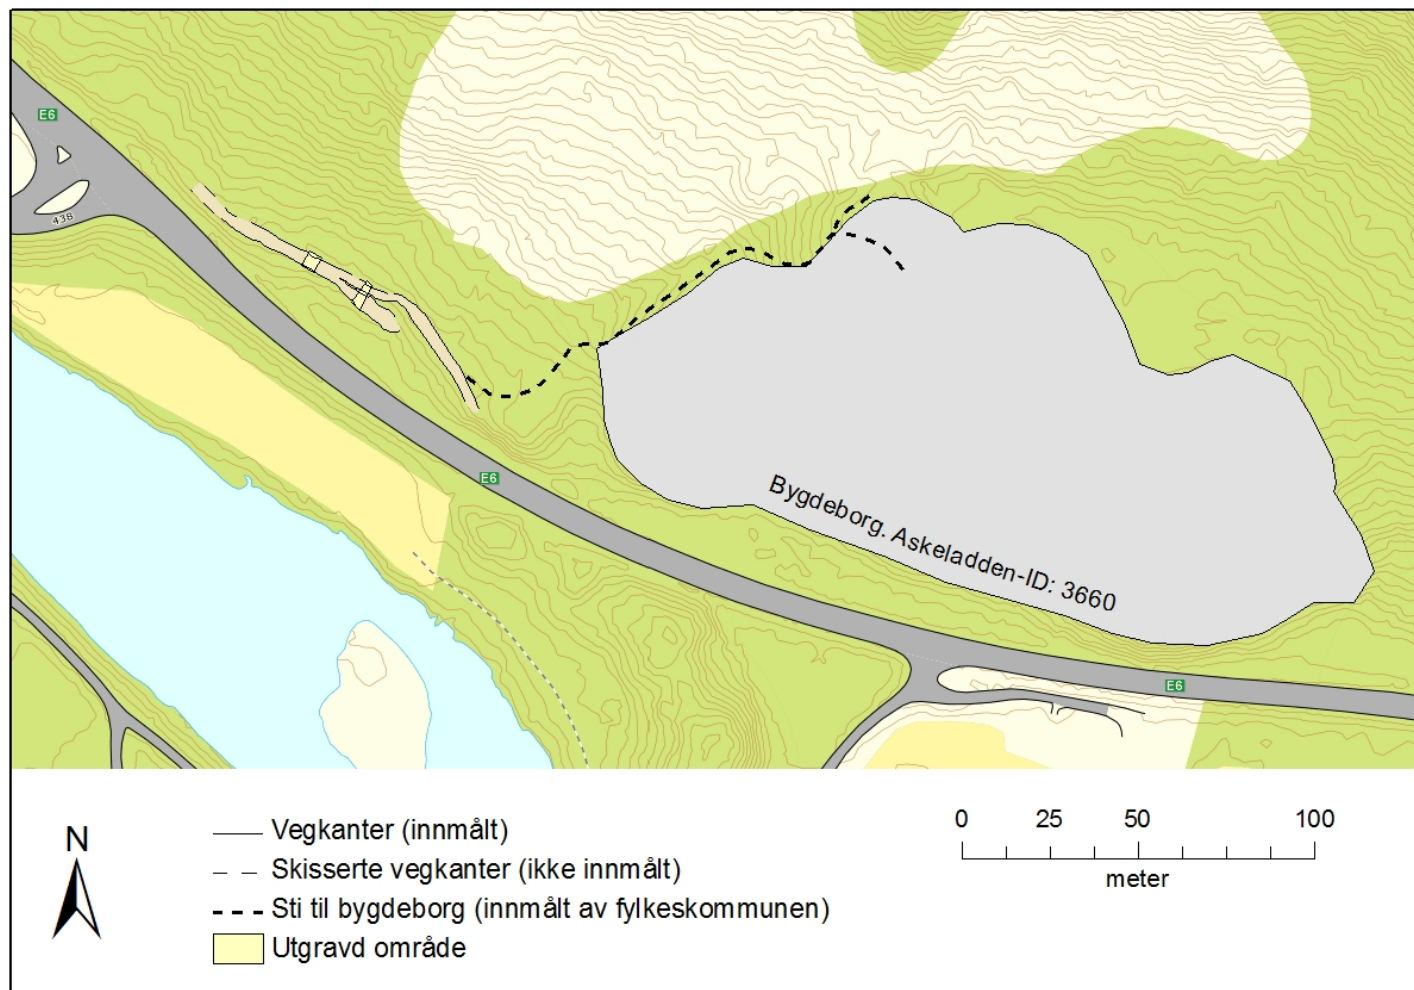 E6
438
E6
Bygdeborg. Askeladden-ID: 3660
E6
N
Vegkanter (innmålt)
Skisserte vegkanter (ikke innmålt)
Sti til bygdeborg (innmålt av fylkeskommunen)
Utgravd område
0 25 50 100
meter